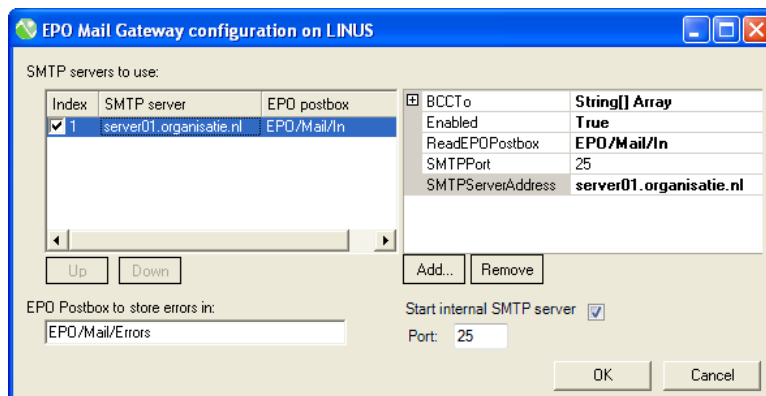 EPO Mail Gateway configuration on LINUS
SMTP servers to use:
Index SMTP server EPO postbox
1 server01.organisatie.nl EPO/Mail/In
BCCTo String[] Array
Enabled True
ReadEPOPostbox EPO/Mail/In
SMTPPort 25
SMTPServerAddress server01.organisatie.nl
Up Down
Add... Remove
EPO Postbox to store errors in:
EPO/Mail/Errors
Start internal SMTP server
Port: 25
OK Cancel